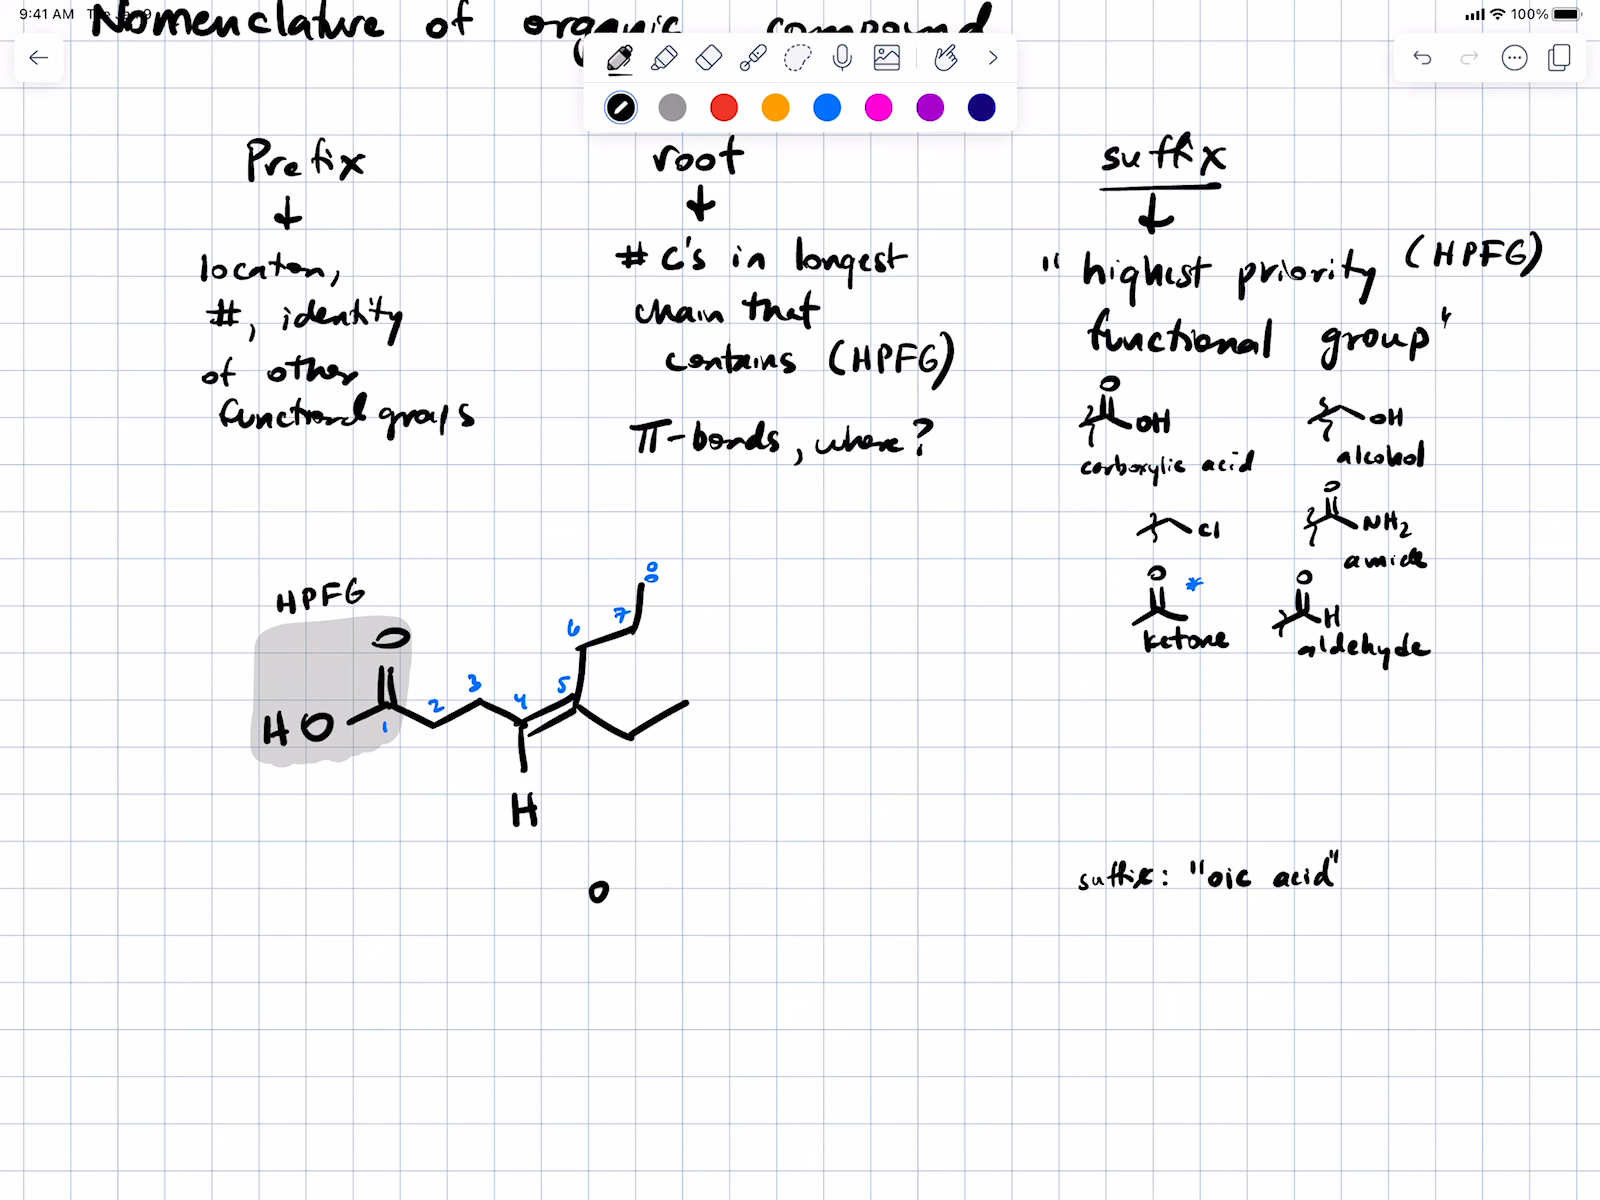 9:41 AM
100%
Nomenclature of organic compound
Prefix
location,
#, identity
of other
functional groups
root
# C's in longest
chain that
contains (HPFG)
π-bonds, where?
suffix
"highest priority (HPFG)
functional group"
O
OH
carboxylic acid
OH
alcohol
Cl
O
NH2
amide
O
*
ketone
O
H
aldehyde
HPFG
O
HO
1
2
3
4
5
6
7
8
H
o
suffix: "oic acid"